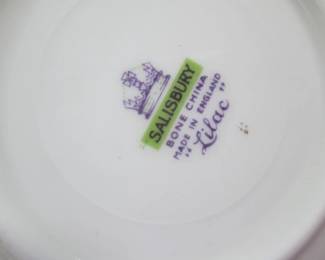 SALISBURY
BONE CHINA
MADE IN ENGLAND
"Lilac"